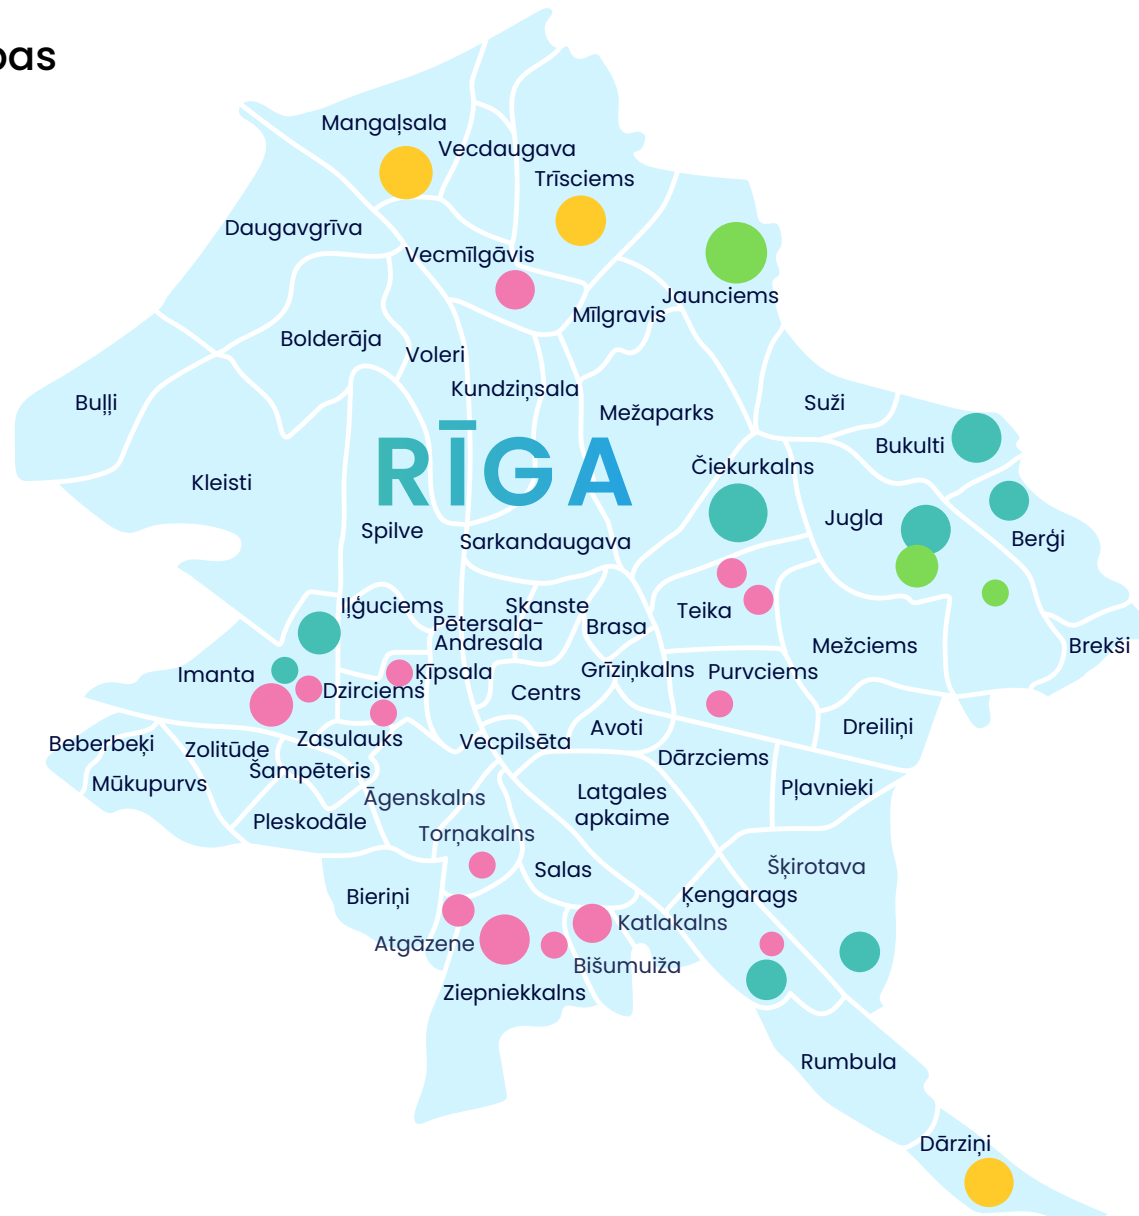 bas
Mangaļsala
Vecdaugava
Trīsciems
Daugavgrīva
Vecmīlgāvis
Jaunciems
Mīlgravis
Bolderāja
Voleri
Kundziņsala
Buļļi
Mežaparks
Suži
RĪGA
Bukulti
Čiekurkalns
Kleisti
Jugla
Spilve
Sarkandaugava
Berģi
Iļģuciems
Skanste
Teika
Pētersala-
Andresala
Brasa
Mežciems
Brekši
Imanta
Ķīpsala
Grīziņkalns
Purvciems
Dzirciems
Centrs
Avoti
Dreiliņi
Beberbeķi
Zolitūde
Zasulauks
Vecpilsēta
Dārzciems
Šampēteris
Mūkupurvs
Pļavnieki
Āgenskalns
Latgales
apkaime
Pleskodāle
Torņakalns
Salas
Šķirotava
Bieriņi
Ķengarags
Katlakalns
Atgāzene
Bišumuiža
Ziepniekkalns
Rumbula
Dārziņi